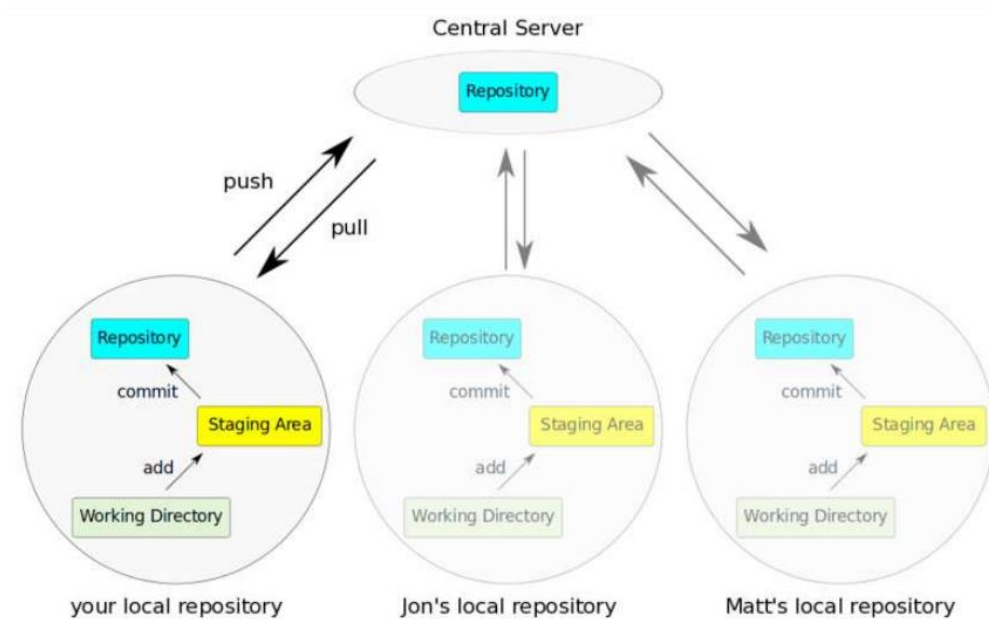 Central Server
Repository
push
pull
Repository
commit
Staging Area
add
Working Directory
your local repository
Repository
commit
Staging Area
add
Working Directory
Jon's local repository
Repository
commit
Staging Area
add
Working Directory
Matt's local repository